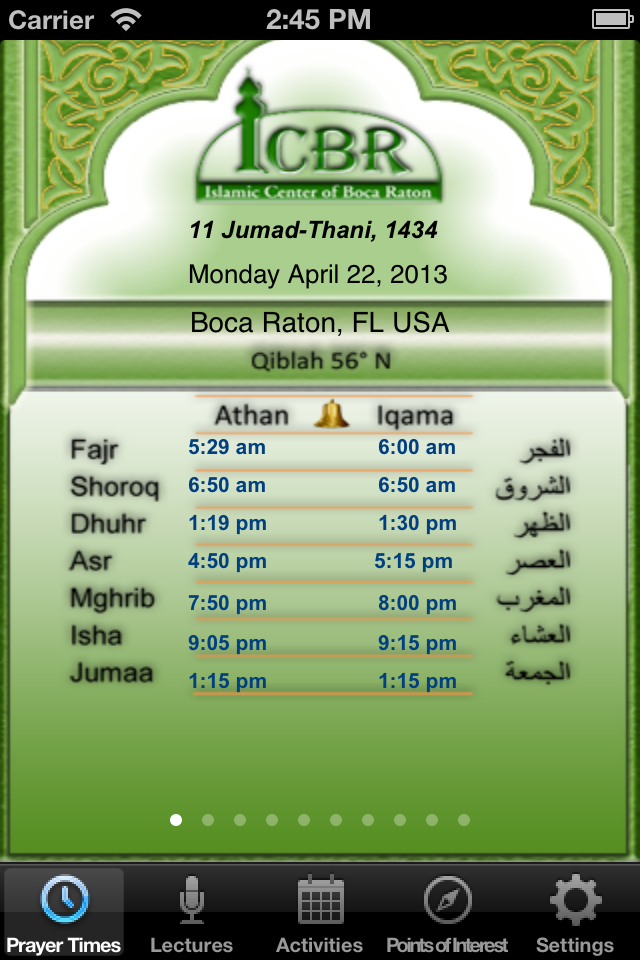 Carrier 2:45 PM
ICBR
Islamic Center of Boca Raton
11 Jumad-Thani, 1434
Monday April 22, 2013
Boca Raton, FL USA
Qiblah 56° N
Athan Iqama
Fajr 5:29 am 6:00 am الفجر
Shoroq 6:50 am 6:50 am الشروق
Dhuhr 1:19 pm 1:30 pm الظهر
Asr 4:50 pm 5:15 pm العصر
Mghrib 7:50 pm 8:00 pm المغرب
Isha 9:05 pm 9:15 pm العشاء
Jumaa 1:15 pm 1:15 pm الجمعة
Prayer Times Lectures Activities Points of Interest Settings